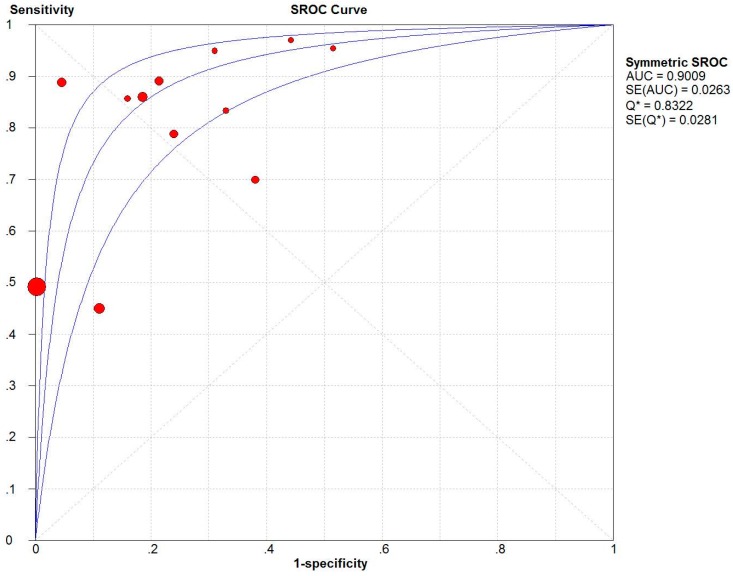 Sensitivity
SROC Curve
1
.9
.8
.7
.6
.5
.4
.3
.2
.1
0
0
.2
.4
.6
.8
1
1-specificity
Symmetric SROC
AUC = 0.9009
SE(AUC) = 0.0263
Q* = 0.8322
SE(Q*) = 0.0281